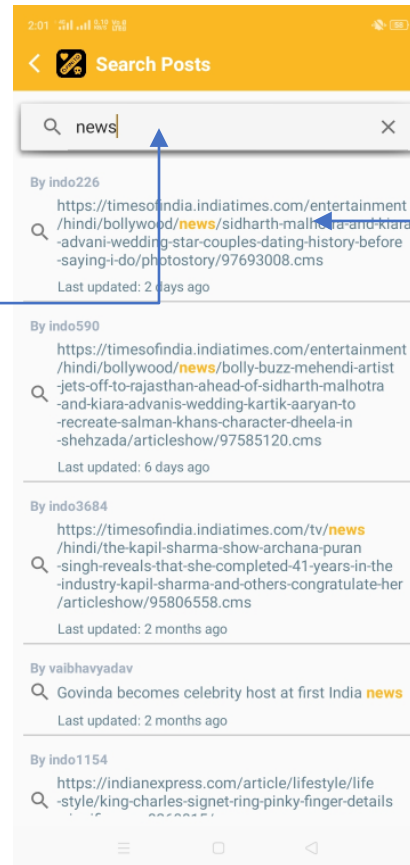 2:01
Search Posts
news
By indo226
https://timesofindia.indiatimes.com/entertainment
/hindi/bollywood/news/sidharth-malhotra-and-kiara
-advani-wedding-star-couples-dating-history-before
-saying-i-do/photostory/97693008.cms
Last updated: 2 days ago
By indo590
https://timesofindia.indiatimes.com/entertainment
/hindi/bollywood/news/bolly-buzz-mehendi-artist
-jets-off-to-rajasthan-ahead-of-sidharth-malhotra
-and-kiara-advanis-wedding-kartik-aaryan-to
-recreate-salman-khans-character-dheela-in
-shehzada/articleshow/97585120.cms
Last updated: 6 days ago
By indo3684
https://timesofindia.indiatimes.com/tv/news
/hindi/the-kapil-sharma-show-archana-puran
-singh-reveals-that-she-completed-41-years-in-the
-industry-kapil-sharma-and-others-congratulate-her
/articleshow/95806558.cms
Last updated: 2 months ago
By vaibhavyadav
Govinda becomes celebrity host at first India news
Last updated: 2 months ago
By indo1154
https://indianexpress.com/article/lifestyle/life
-style/king-charles-signet-ring-pinky-finger-details